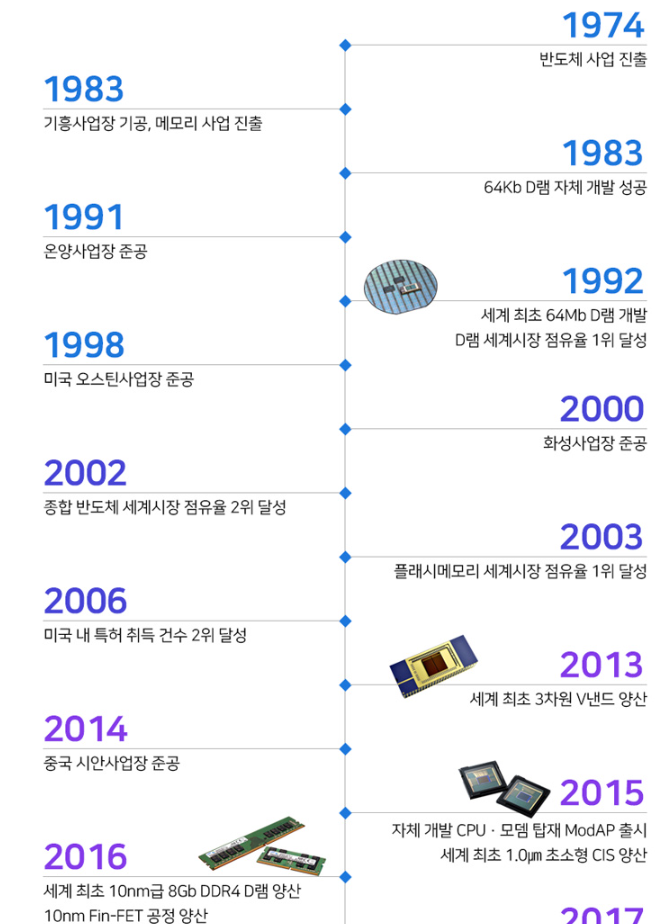 1974
반도체 사업 진출
1983
기흥사업장 기공, 메모리 사업 진출
1983
64Kb D램 자체 개발 성공
1991
온양사업장 준공
1992
세계 최초 64Mb D램 개발
D램 세계시장 점유율 1위 달성
1998
미국 오스틴사업장 준공
2000
화성사업장 준공
2002
종합 반도체 세계시장 점유율 2위 달성
2003
플래시메모리 세계시장 점유율 1위 달성
2006
미국 내 특허 취득 건수 2위 달성
2013
세계 최초 3차원 V낸드 양산
2014
중국 시안사업장 준공
2015
자체 개발 CPU · 모뎀 탑재 ModAP 출시
세계 최초 1.0㎛ 초소형 CIS 양산
2016
세계 최초 10nm급 8Gb DDR4 D램 양산
10nm Fin-FET 공정 양산
2017